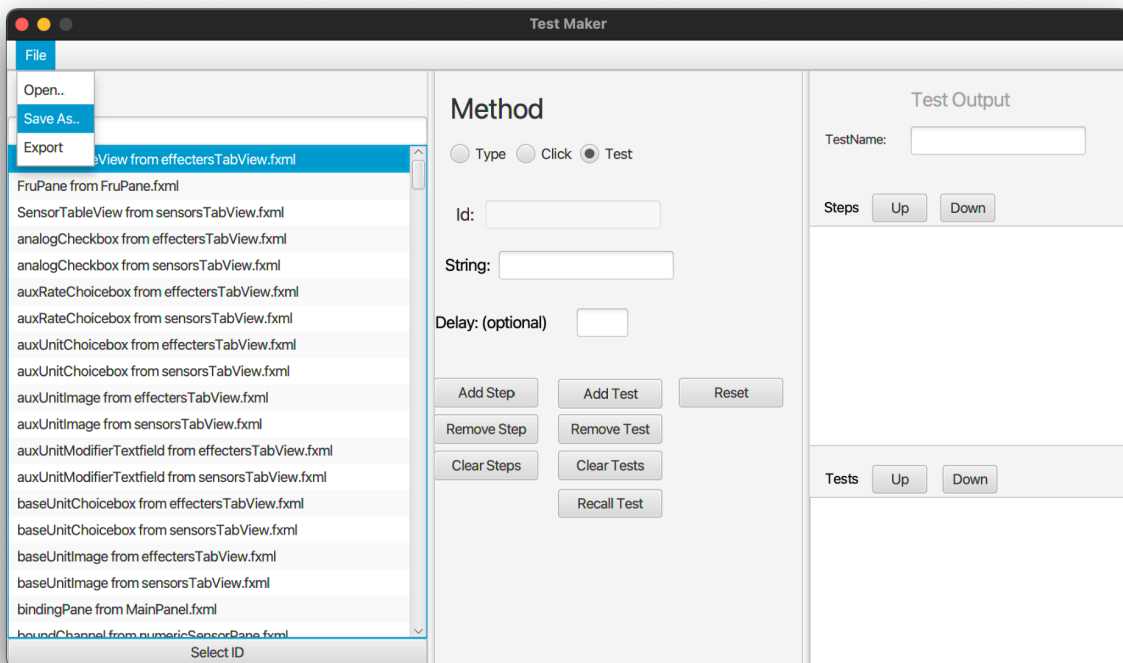 Test Maker
File
Open..
Save As..
Export
View from effectersTabView.fxml
FruPane from FruPane.fxml
SensorTableView from sensorsTabView.fxml
analogCheckbox from effectersTabView.fxml
analogCheckbox from sensorsTabView.fxml
auxRateChoicebox from effectersTabView.fxml
auxRateChoicebox from sensorsTabView.fxml
auxUnitChoicebox from effectersTabView.fxml
auxUnitChoicebox from sensorsTabView.fxml
auxUnitImage from effectersTabView.fxml
auxUnitImage from sensorsTabView.fxml
auxUnitModifierTextfield from effectersTabView.fxml
auxUnitModifierTextfield from sensorsTabView.fxml
baseUnitChoicebox from effectersTabView.fxml
baseUnitChoicebox from sensorsTabView.fxml
baseUnitImage from effectersTabView.fxml
baseUnitImage from sensorsTabView.fxml
bindingPane from MainPanel.fxml
boundChannel from numericSensorPane.fxml
Select ID
Method
Type Click Test
Id:
String:
Delay: (optional)
Add Step Add Test Reset
Remove Step Remove Test
Clear Steps Clear Tests
Recall Test
Test Output
TestName:
Steps Up Down
Tests Up Down